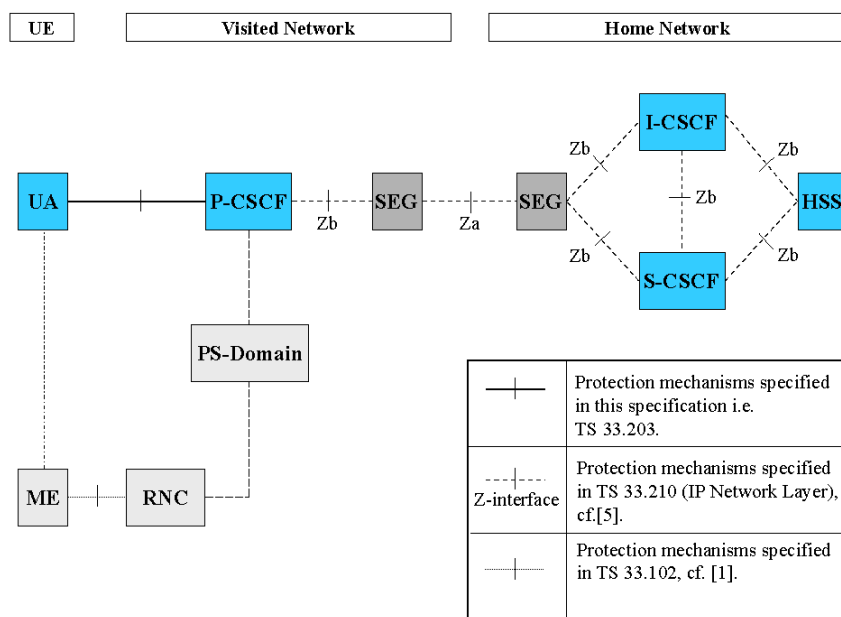 UE
Visited Network
Home Network
I-CSCF
Zb
Zb
UA
P-CSCF
SEG
SEG
Zb
HSS
Zb
Za
Zb
Zb
S-CSCF
PS-Domain
ME
RNC
Protection mechanisms specified
in this specification i.e.
TS 33.203.
Z-interface
Protection mechanisms specified
in TS 33.210 (IP Network Layer),
cf.[5].
Protection mechanisms specified
in TS 33.102, cf. [1].